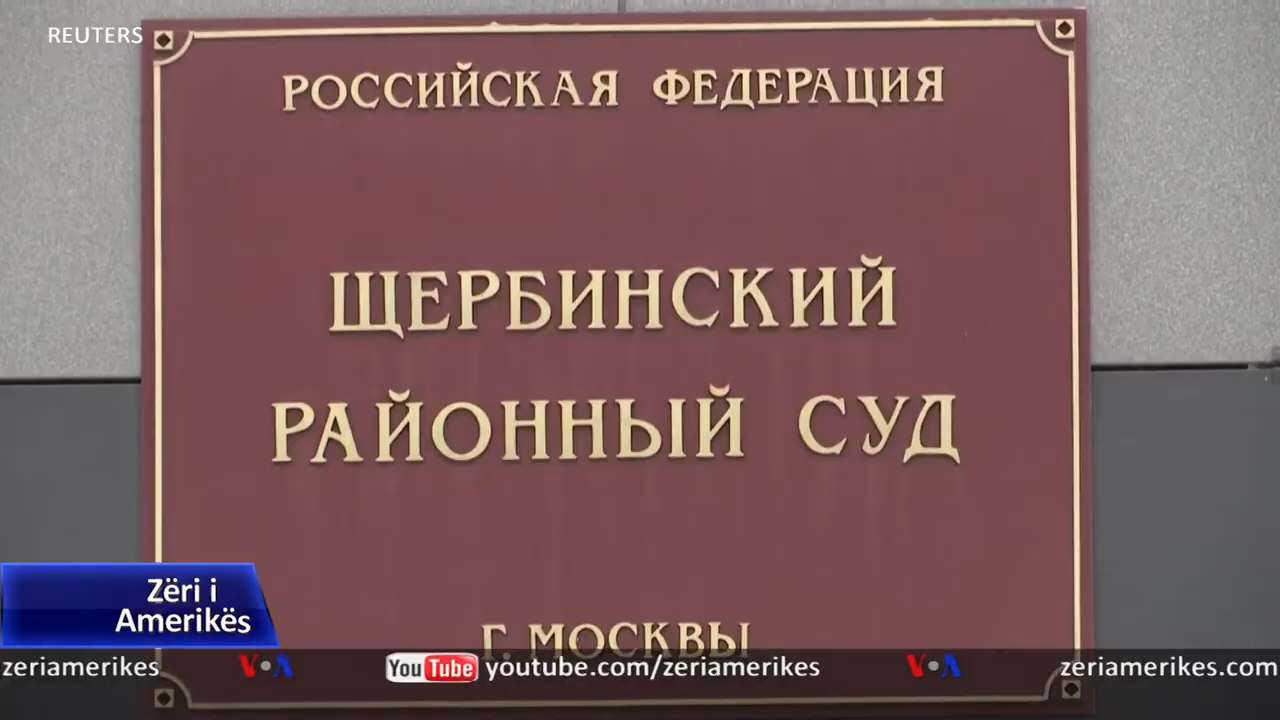 REUTERS
РОССИЙСКАЯ ФЕДЕРАЦИЯ
ЩЕРБИНСКИЙ
РАЙОННЫЙ СУД
Г. МОСКВЫ
Zëri i
Amerikës
zeriamerikes VOA YouTube youtube.com/zeriamerikes VOA zeriamerikes.com